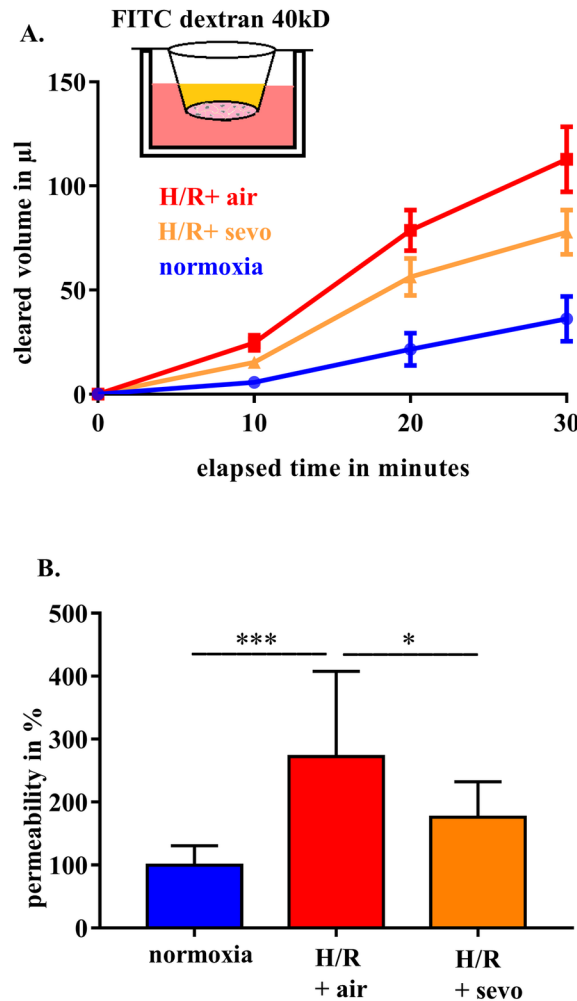 A.
FITC dextran 40kD
150
100
50
0
cleared volume in µl
H/R+ air
H/R+ sevo
normoxia
0 10 20 30
elapsed time in minutes
B.
500
400
300
200
100
0
permeability in %
*** *
normoxia H/R + air H/R + sevo